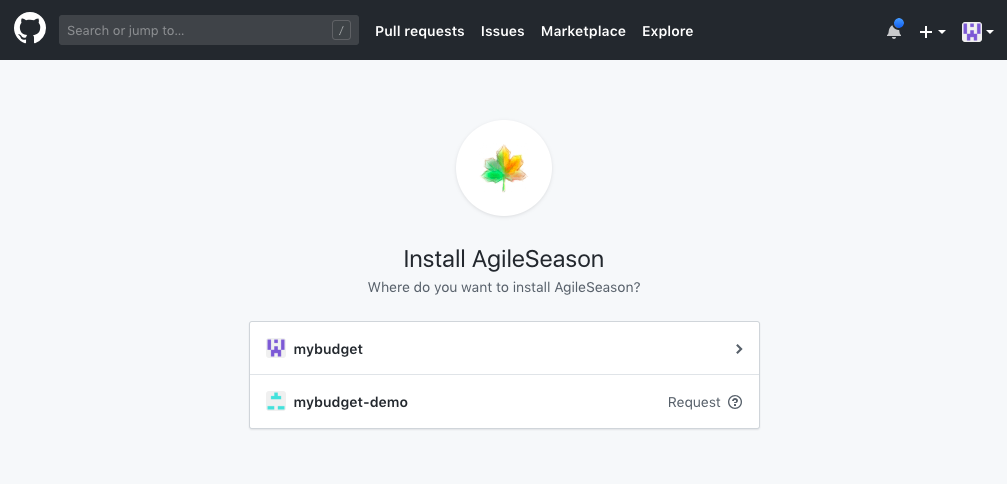 Search or jump to... / Pull requests Issues Marketplace Explore
Install AgileSeason
Where do you want to install AgileSeason?
mybudget
mybudget-demo Request ?